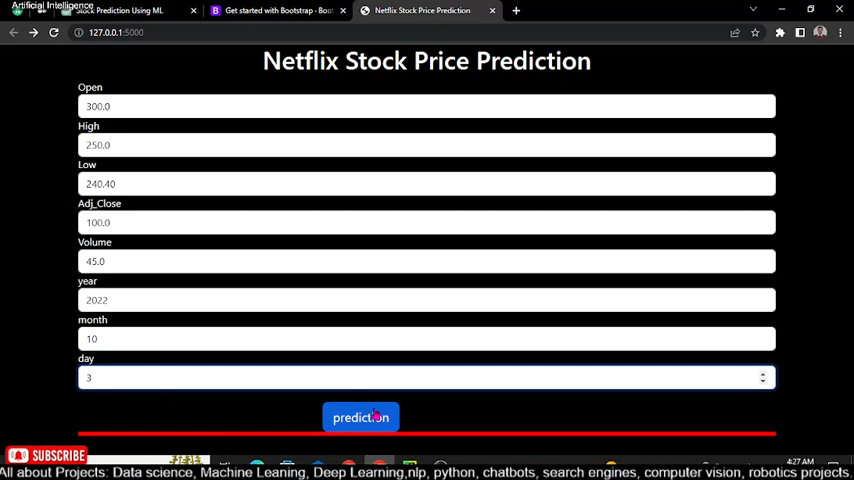 Artificial Intelligence
Stock Prediction Using ML
Get started with Bootstrap · Boot
Netflix Stock Price Prediction
127.0.0.1:5000
Netflix Stock Price Prediction
Open
300.0
High
250.0
Low
240.40
Adj_Close
100.0
Volume
45.0
year
2022
month
10
day
3
prediction
SUBSCRIBE
4:27 AM
All about Projects: Data science, Machine Leaning, Deep Learning,nlp, python, chatbots, search engines, computer vision, robotics projects.